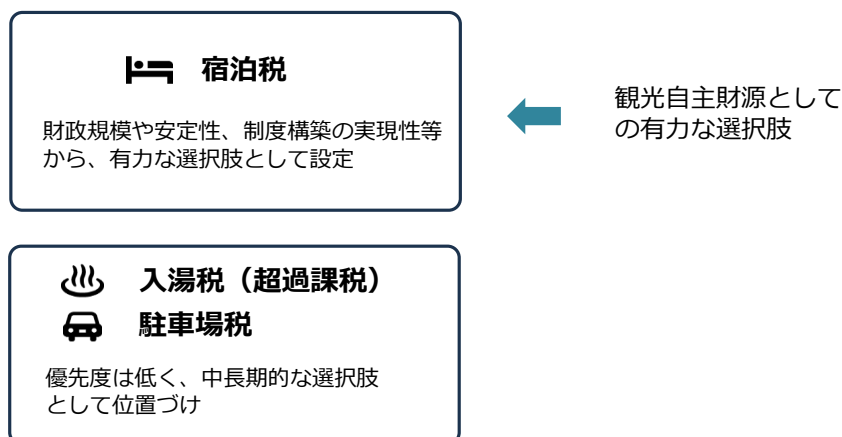 宿泊税
財政規模や安定性、制度構築の実現性等
から、有力な選択肢として設定
観光自主財源として
の有力な選択肢
入湯税（超過課税）
駐車場税
優先度は低く、中長期的な選択肢
として位置づけ